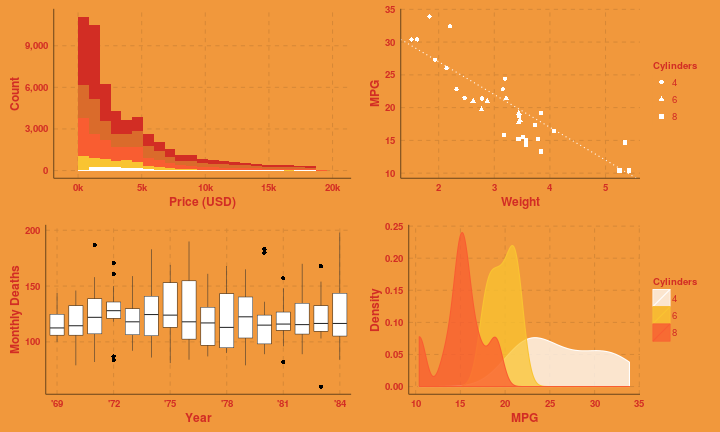 Count
9,000
6,000
3,000
0
0k
5k
10k
15k
20k
Price (USD)
MPG
35
30
25
20
15
10
2
3
4
5
Weight
Cylinders
4
6
8
Monthly Deaths
200
150
100
'69
'72
'75
'78
'81
'84
Year
Density
0.25
0.20
0.15
0.10
0.05
0.00
10
15
20
25
30
35
MPG
Cylinders
4
6
8